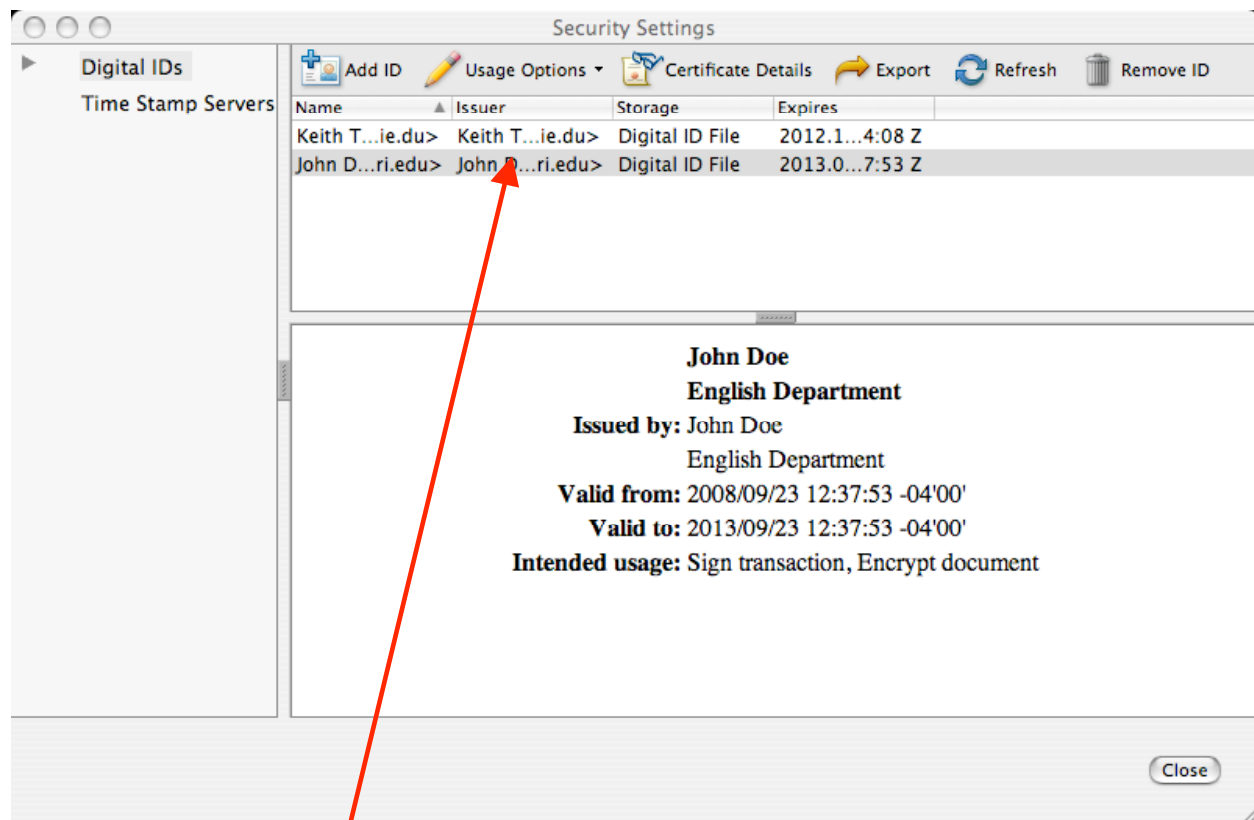 Security Settings
Digital IDs
Time Stamp Servers
Add ID Usage Options Certificate Details Export Refresh Remove ID
Name Issuer Storage Expires
Keith T...ie.du> Keith T...ie.du> Digital ID File 2012.1...4:08 Z
John D...ri.edu> John D...ri.edu> Digital ID File 2013.0...7:53 Z
John Doe
English Department
Issued by: John Doe
English Department
Valid from: 2008/09/23 12:37:53 -04'00'
Valid to: 2013/09/23 12:37:53 -04'00'
Intended usage: Sign transaction, Encrypt document
Close